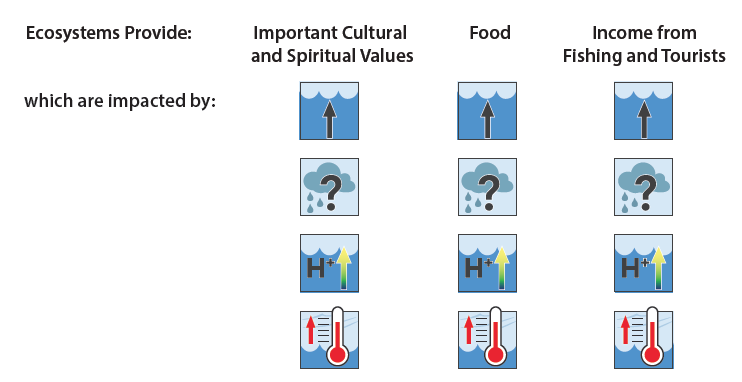 Ecosystems Provide:
Important Cultural
and Spiritual Values
Food
Income from
Fishing and Tourists
which are impacted by:
?
?
?
H+
H+
H+